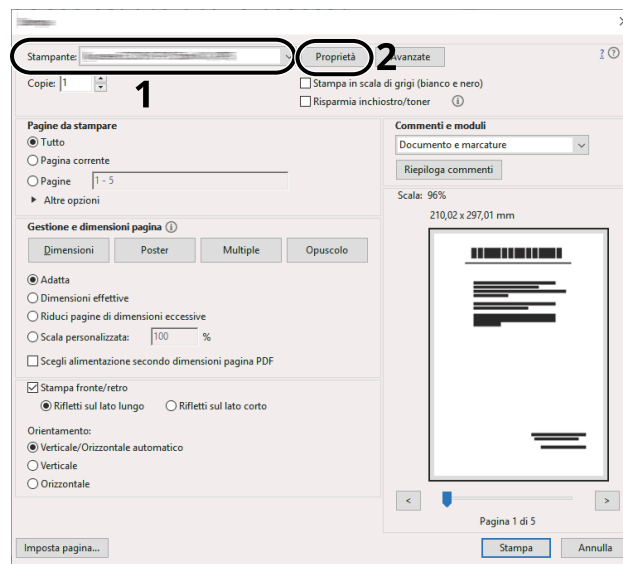 Stampante:
Proprietà
2
Avanzate
?
Copie: 1
1
Stampa in scala di grigi (bianco e nero)
Risparmia inchiostro/toner
Pagine da stampare
Tutto
Pagina corrente
Pagine 1 - 5
Altre opzioni
Commenti e moduli
Documento e marcature
Riepiloga commenti
Scala: 96%
210,02 x 297,01 mm
Gestione e dimensioni pagina
Dimensioni Poster Multiple Opuscolo
Adatta
Dimensioni effettive
Riduci pagine di dimensioni eccessive
Scala personalizzata: 100 %
Scegli alimentazione secondo dimensioni pagina PDF
Stampa fronte/retro
Rifletti sul lato lungo Rifletti sul lato corto
Orientamento:
Verticale/Orizzontale automatico
Verticale
Orizzontale
< >
Pagina 1 di 5
Imposta pagina... Stampa Annulla